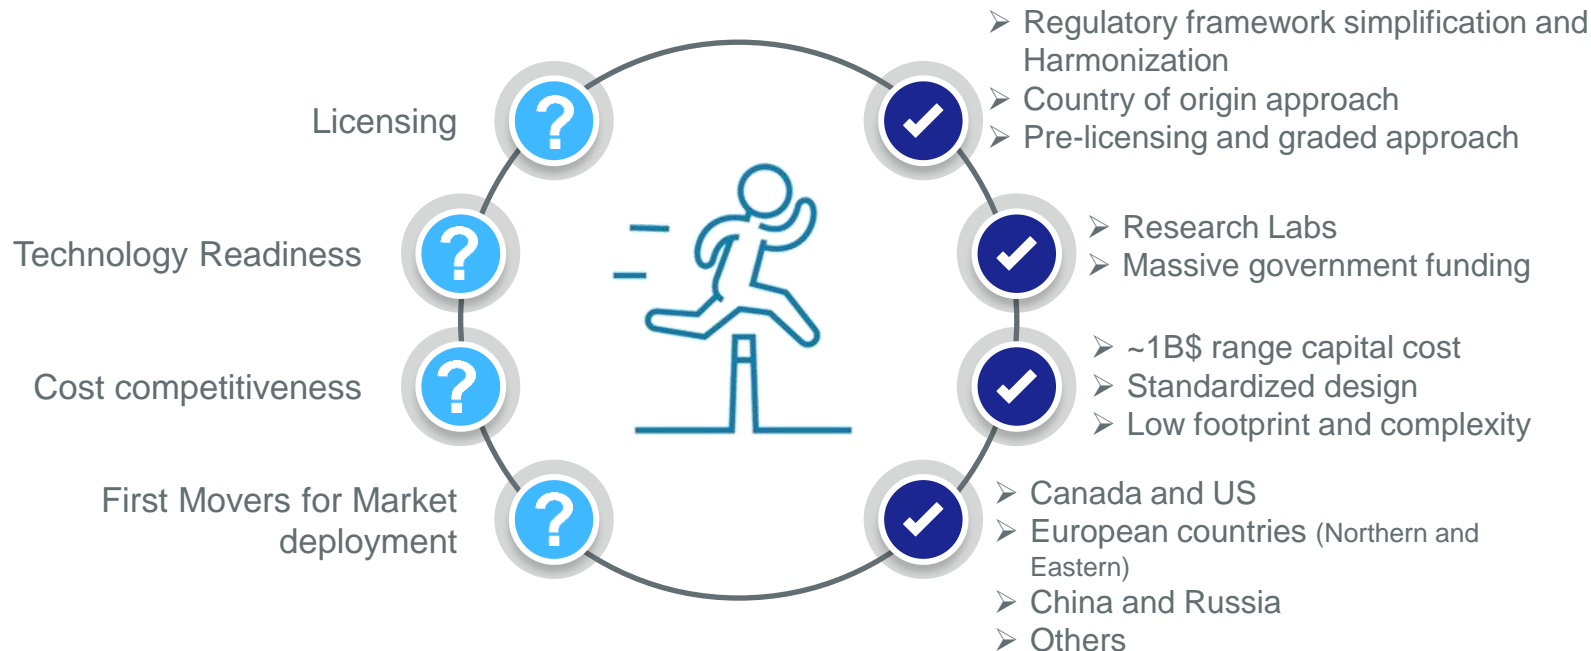 Licensing
➢ Regulatory framework simplification and
Harmonization
➢ Country of origin approach
➢ Pre-licensing and graded approach
Technology Readiness
➢ Research Labs
➢ Massive government funding
Cost competitiveness
➢ ~1B$ range capital cost
➢ Standardized design
➢ Low footprint and complexity
First Movers for Market
deployment
➢ Canada and US
➢ European countries (Northern and
Eastern)
➢ China and Russia
➢ Others